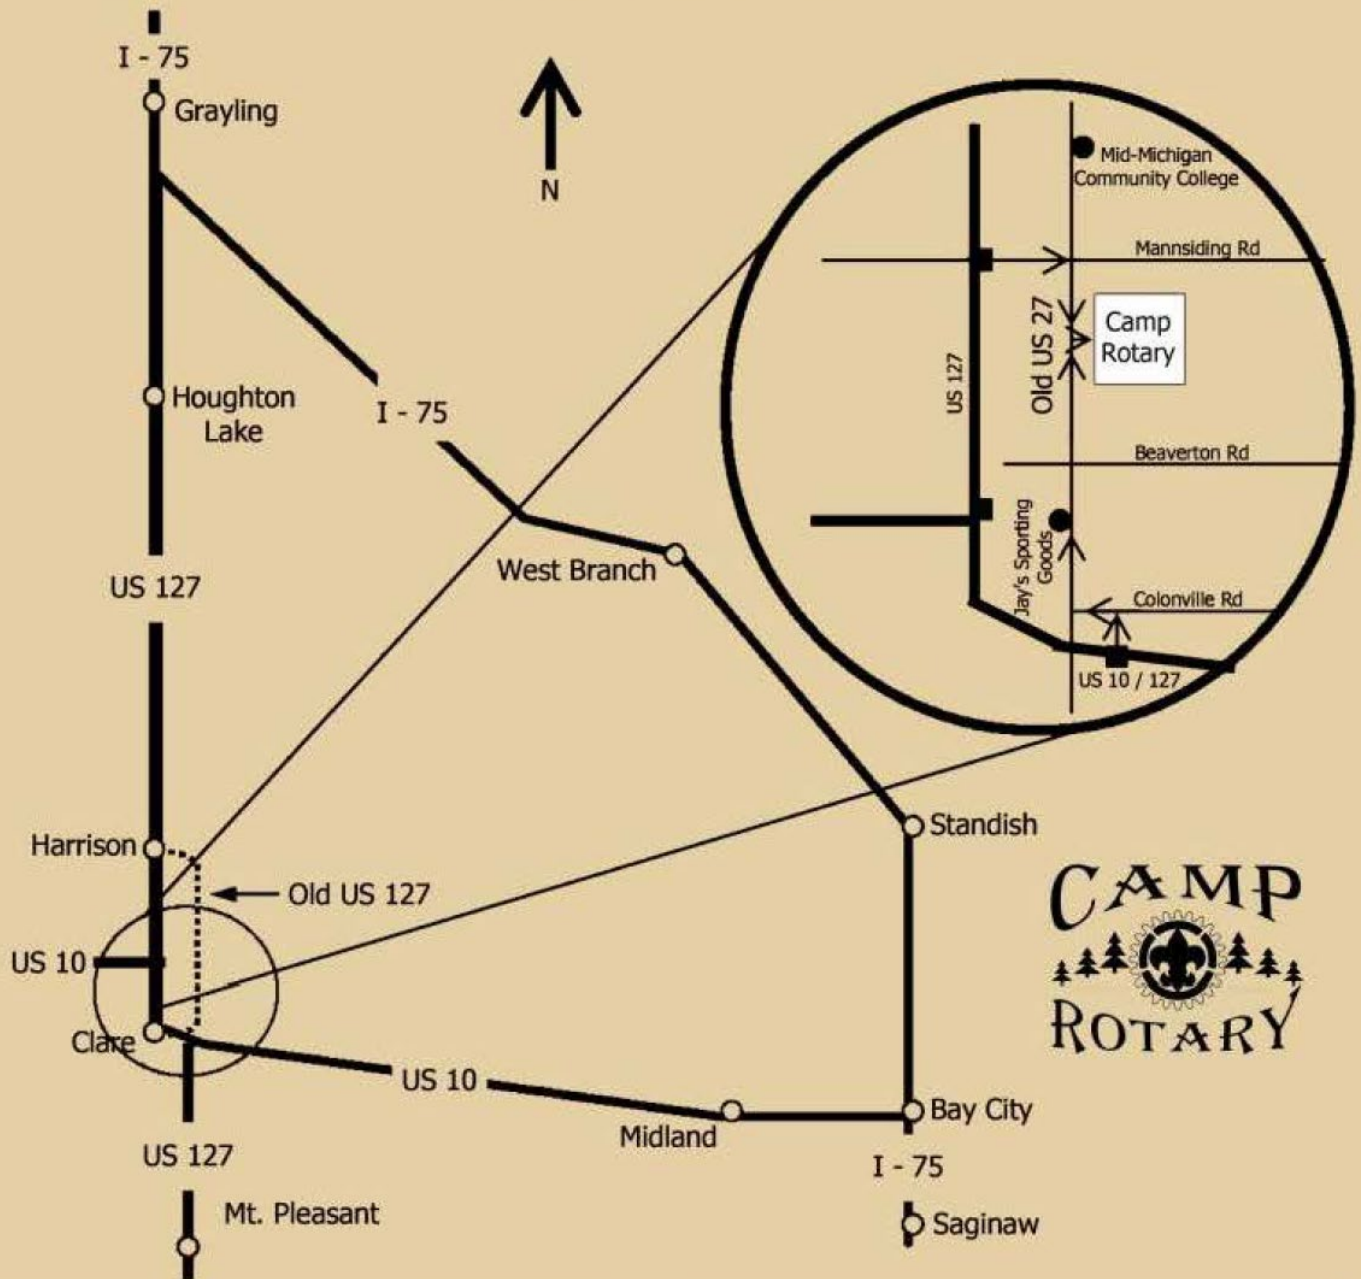 I - 75
Grayling
N
Mid-Michigan
Community College
Mannsiding Rd
Old US 27
Camp
Rotary
US 127
Houghton
Lake
I - 75
Beaverton Rd
Jay's Sporting
Goods
West Branch
US 127
Colonville Rd
US 10 / 127
Standish
Harrison
Old US 127
US 10
Clare
CAMP
ROTARY
US 10
Midland
Bay City
US 127
I - 75
Mt. Pleasant
Saginaw